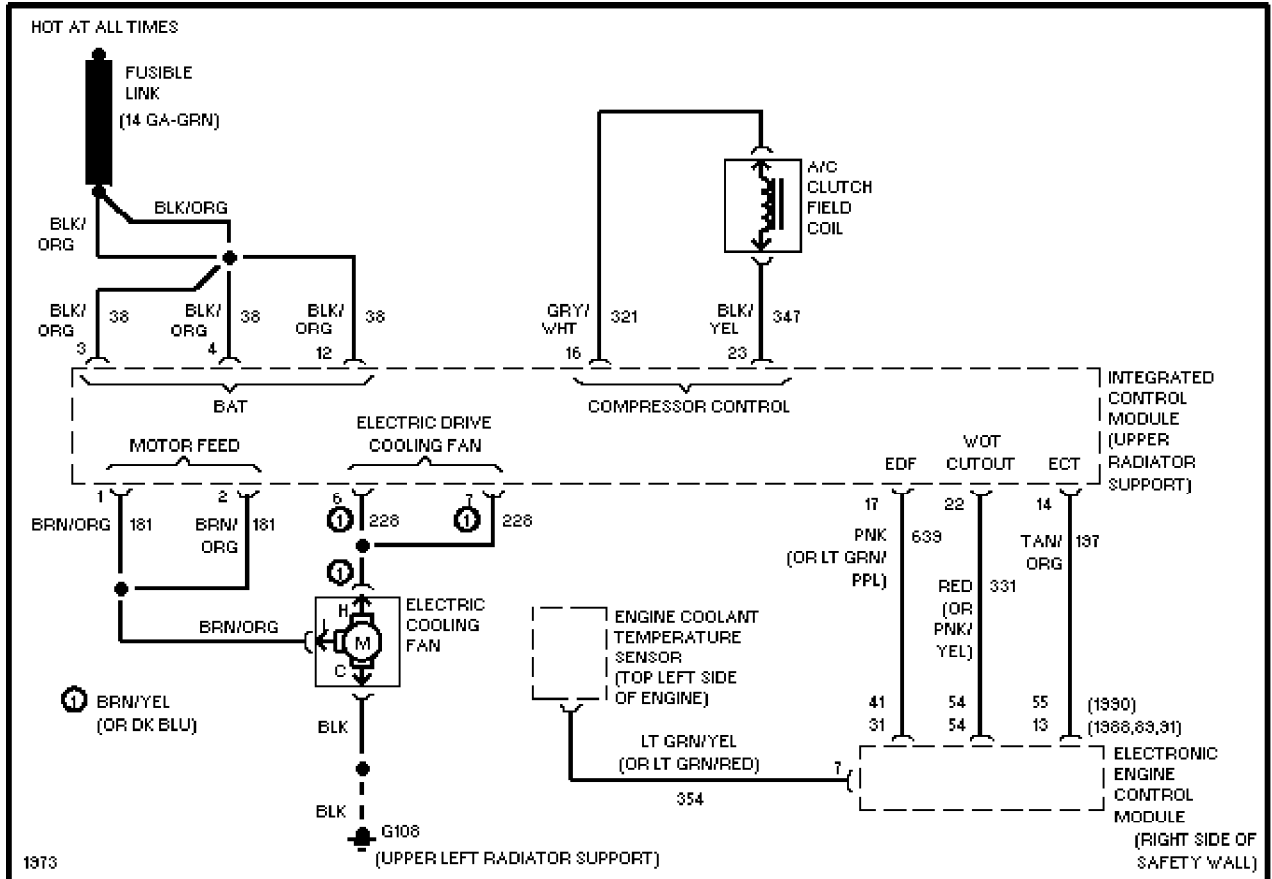 HOT AT ALL TIMES
FUSIBLE
LINK
(14 GA-GRN)
BLK/ORG
BLK/
ORG
A/C
CLUTCH
FIELD
COIL
BLK/
ORG
38
BLK/
ORG
38
BLK/
ORG
38
GRY/
WHT
321
BLK/
YEL
347
3
4
12
16
23
BAT
COMPRESSOR CONTROL
INTEGRATED
CONTROL
MODULE
(UPPER
RADIATOR
SUPPORT)
MOTOR FEED
ELECTRIC DRIVE
COOLING FAN
EDF
WOT
CUTOUT
ECT
1
2
6
7
17
22
14
BRN/ORG
181
BRN/
ORG
181
1
228
1
228
1
PNK
(OR LT GRN/
PPL)
639
RED
(OR
PNK/
YEL)
331
TAN/
ORG
197
BRN/ORG
H
M
C
ELECTRIC
COOLING
FAN
ENGINE COOLANT
TEMPERATURE
SENSOR
(TOP LEFT SIDE
OF ENGINE)
1 BRN/YEL
(OR DK BLU)
BLK
41 54 55 (1990)
31 54 13 (1988,89,91)
LT GRN/YEL
(OR LT GRN/RED)
354
7
ELECTRONIC
ENGINE
CONTROL
MODULE
(RIGHT SIDE OF
SAFETY WALL)
BLK
G108
(UPPER LEFT RADIATOR SUPPORT)
1973